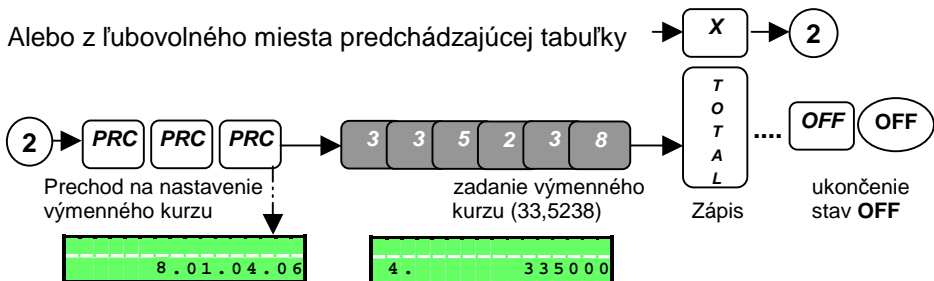 Alebo z ľubovolného miesta predchádzajúcej tabuľky X 2
2 PRC PRC PRC 3 3 5 2 3 8 TOTAL .... OFF OFF
Prechod na nastavenie výmenného kurzu
zadanie výmenného kurzu (33,5238)
Zápis
ukončenie stav OFF
8.01.04.06
4. 335000